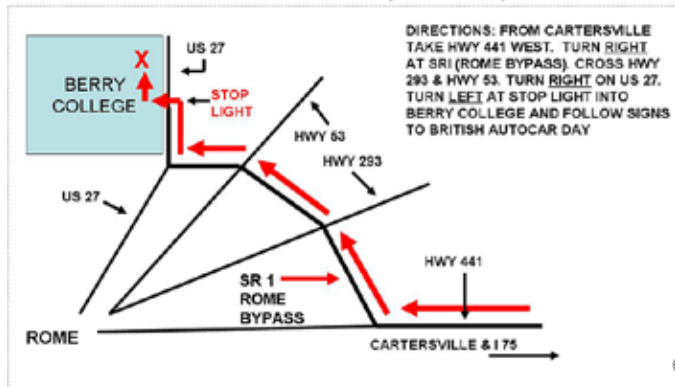 US 27
X
BERRY
COLLEGE
STOP
LIGHT
DIRECTIONS: FROM CARTERSVILLE
TAKE HWY 441 WEST. TURN RIGHT
AT SRI (ROME BYPASS). CROSS HWY
293 & HWY 53. TURN RIGHT ON US 27.
TURN LEFT AT STOP LIGHT INTO
BERRY COLLEGE AND FOLLOW SIGNS
TO BRITISH AUTOCAR DAY
HWY 53
HWY 293
US 27
SR 1
ROME
BYPASS
HWY 441
ROME
CARTERSVILLE & I 75